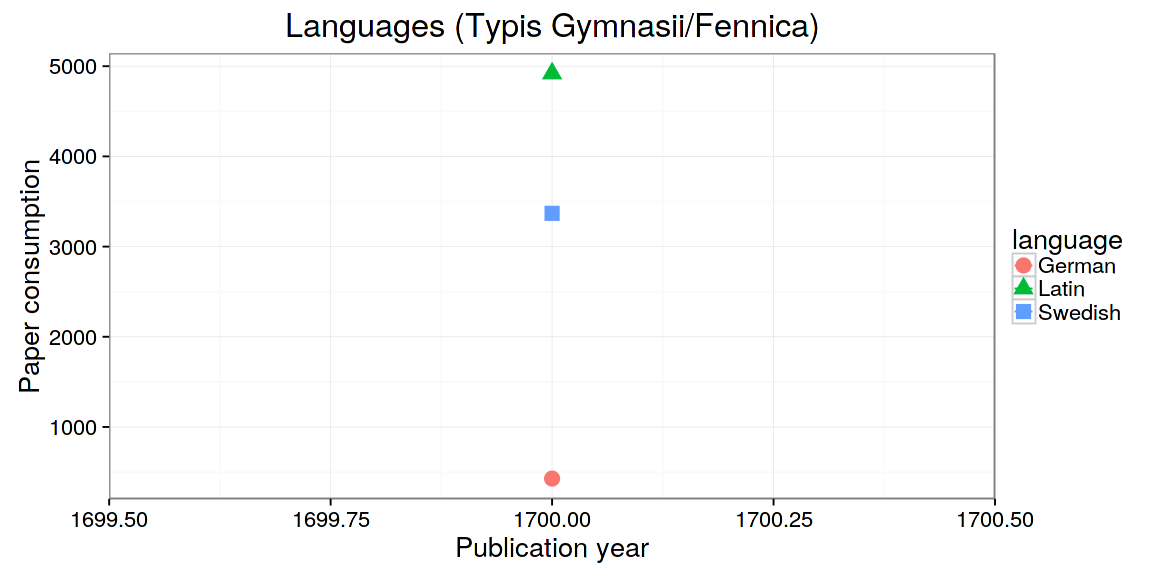 Languages (Typis Gymnasii/Fennica)
5000
4000
3000
2000
1000
Paper consumption
1699.50 1699.75 1700.00 1700.25 1700.50
Publication year
language
German
Latin
Swedish